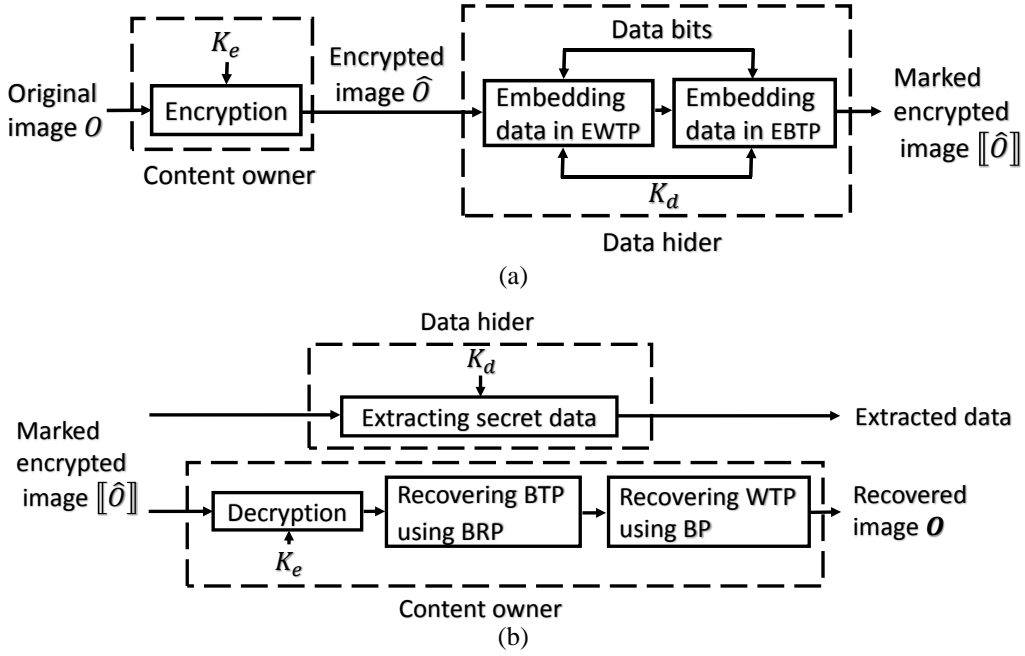 K_e
Encryption
Original
image O
Content owner
Encrypted
image Ô
Data bits
Embedding
data in EWTP
Embedding
data in EBTP
K_d
Data hider
Marked
encrypted
image ⟦Ô⟧
(a)
Data hider
K_d
Extracting secret data
Extracted data
Marked
encrypted
image ⟦Ô⟧
Decryption
K_e
Recovering BTP
using BRP
Recovering WTP
using BP
Recovered
image O
Content owner
(b)